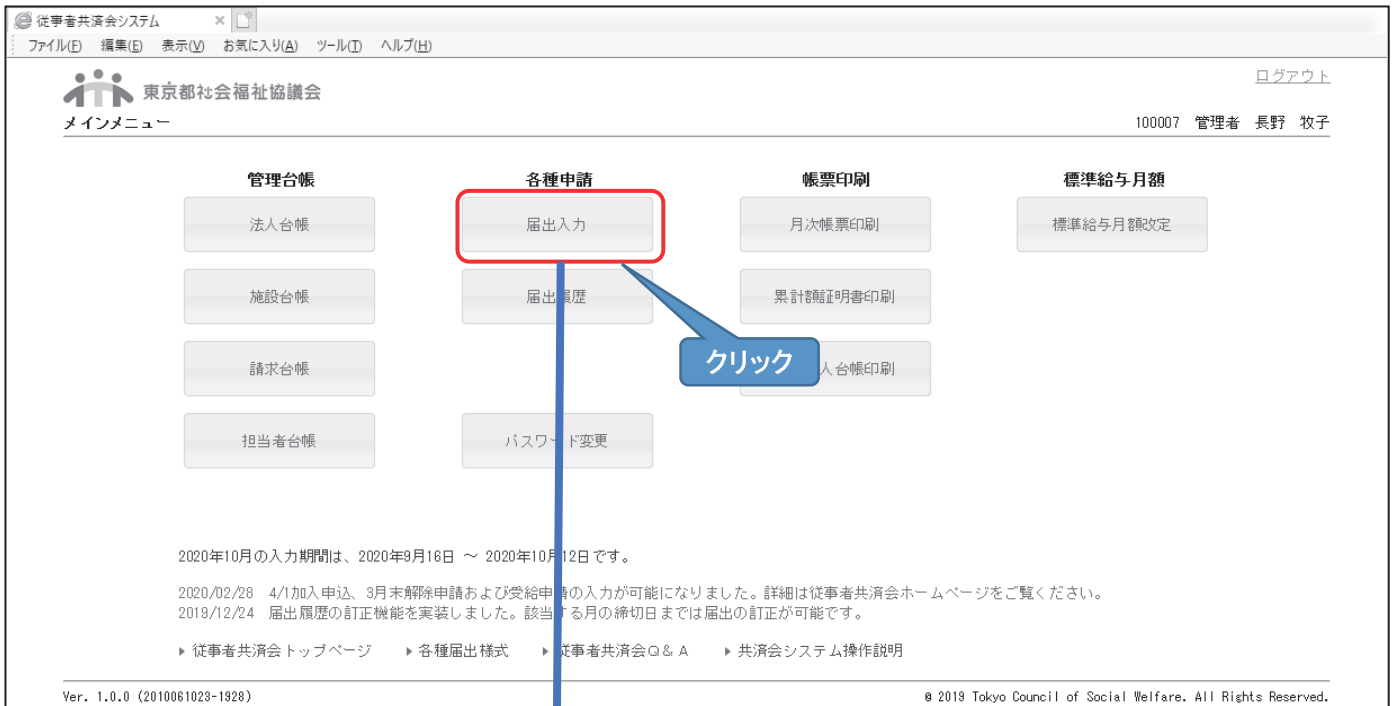 従事者共済会システム ×
ファイル(F) 編集(E) 表示(V) お気に入り(A) ツール(T) ヘルプ(H)
東京都社会福祉協議会
ログアウト
メインメニュー
100007 管理者 長野 牧子
管理台帳 各種申請 帳票印刷 標準給与月額
法人台帳 届出入力 月次帳票印刷 標準給与月額改定
施設台帳 届出履歴 累計額証明書印刷
請求台帳 クリック 人台帳印刷
担当者台帳 パスワード変更
2020年10月の入力期間は、2020年9月16日 ～ 2020年10月12日です。
2020/02/28 4/1加入申込、3月末解除申請および受給申請の入力が可能になりました。詳細は従事者共済会ホームページをご覧ください。
2019/12/24 届出履歴の訂正機能を実装しました。該当する月の締切日までは届出の訂正が可能です。
従事者共済会トップページ 各種届出様式 従事者共済会Q&A 共済会システム操作説明
Ver. 1.0.0 (2010061023-1928)
© 2019 Tokyo Council of Social Welfare. All Rights Reserved.